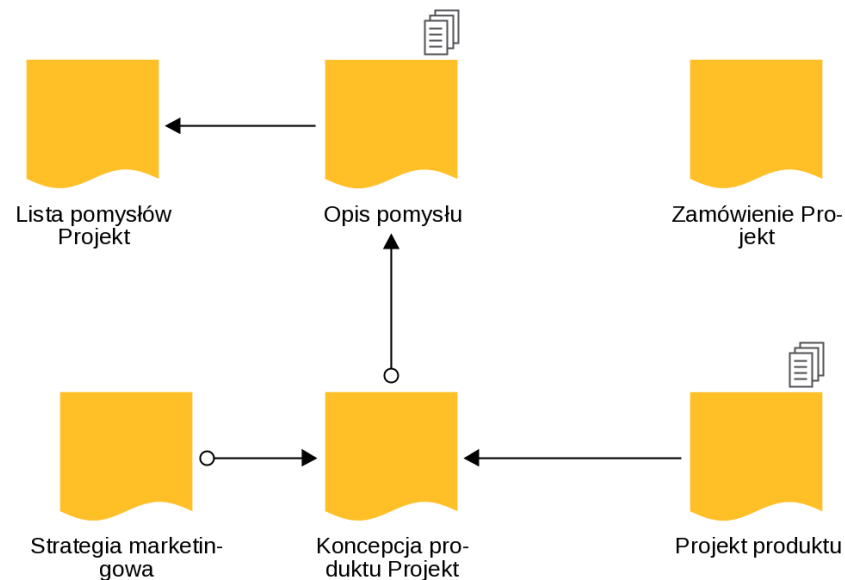 Lista pomysłów
Projekt
Opis pomysłu
Zamówienie Pro-
jekt
Strategia marketin-
gowa
Koncepcja pro-
duktu Projekt
Projekt produktu